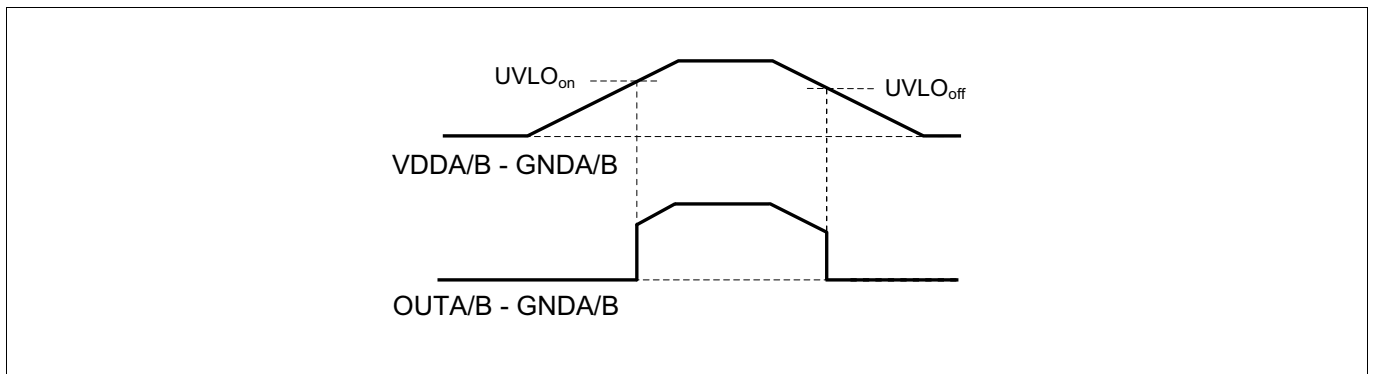 UVLOon
UVLOoff
VDDA/B - GNDA/B
OUTA/B - GNDA/B